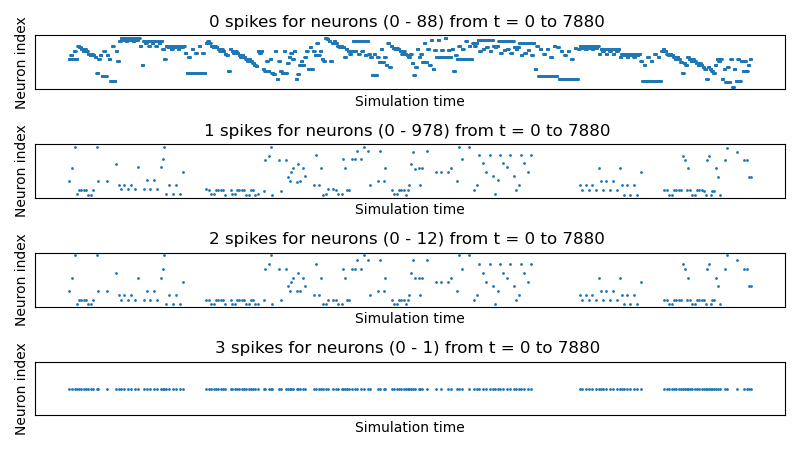 0 spikes for neurons (0 - 88) from t = 0 to 7880
Neuron index
Simulation time
1 spikes for neurons (0 - 978) from t = 0 to 7880
Neuron index
Simulation time
2 spikes for neurons (0 - 12) from t = 0 to 7880
Neuron index
Simulation time
3 spikes for neurons (0 - 1) from t = 0 to 7880
Neuron index
Simulation time